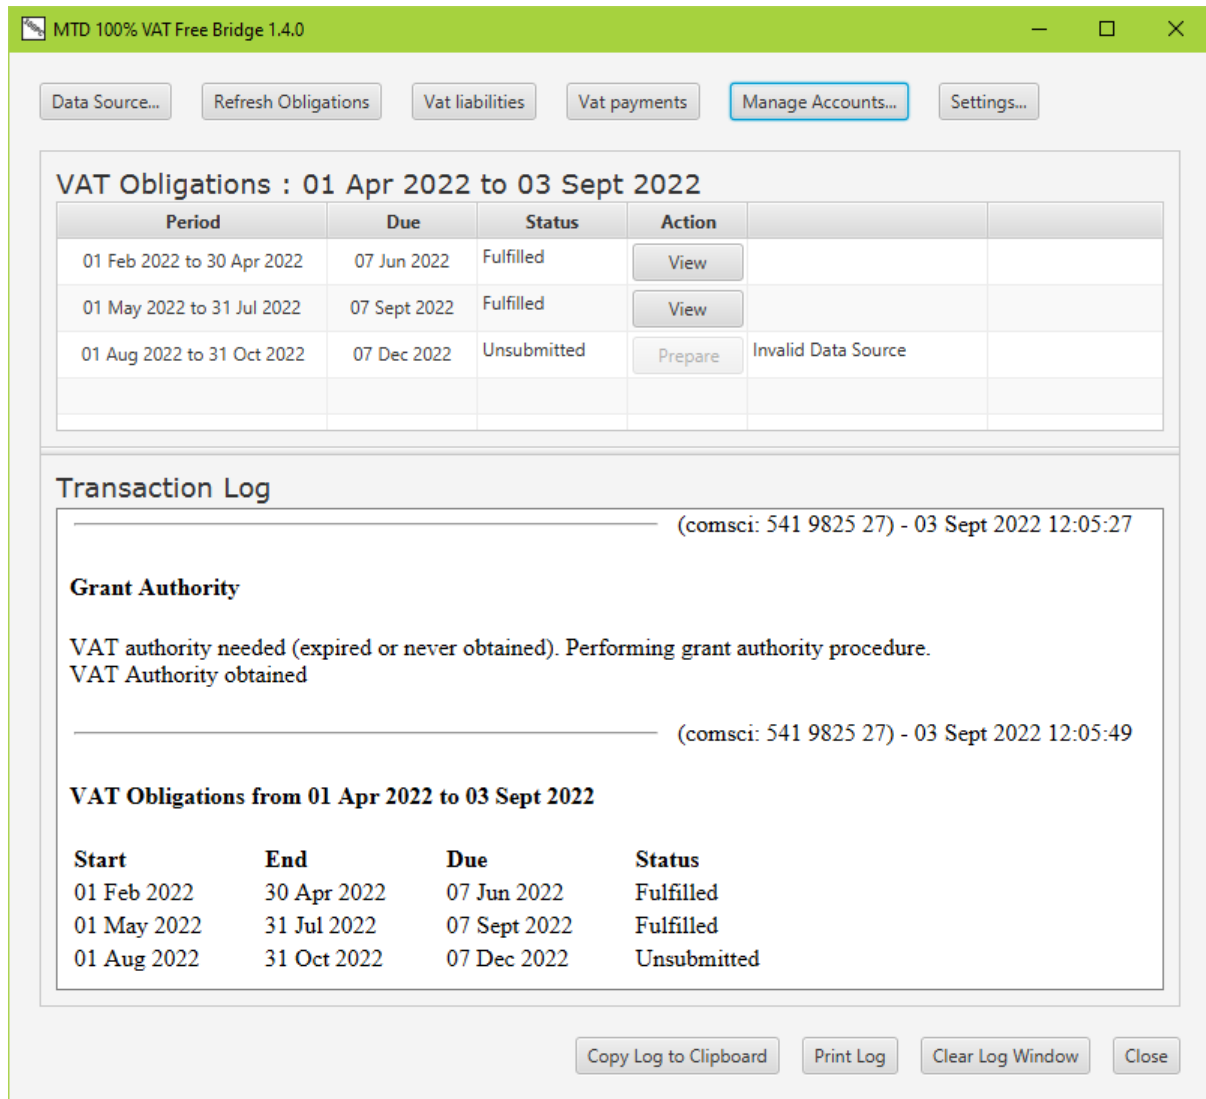 MTD 100% VAT Free Bridge 1.4.0
Data Source... Refresh Obligations Vat liabilities Vat payments Manage Accounts... Settings...
VAT Obligations : 01 Apr 2022 to 03 Sept 2022
Period Due Status Action
01 Feb 2022 to 30 Apr 2022 07 Jun 2022 Fulfilled View
01 May 2022 to 31 Jul 2022 07 Sept 2022 Fulfilled View
01 Aug 2022 to 31 Oct 2022 07 Dec 2022 Unsubmitted Prepare Invalid Data Source
Transaction Log
(comsci: 541 9825 27) - 03 Sept 2022 12:05:27
Grant Authority
VAT authority needed (expired or never obtained). Performing grant authority procedure.
VAT Authority obtained
(comsci: 541 9825 27) - 03 Sept 2022 12:05:49
VAT Obligations from 01 Apr 2022 to 03 Sept 2022
Start End Due Status
01 Feb 2022 30 Apr 2022 07 Jun 2022 Fulfilled
01 May 2022 31 Jul 2022 07 Sept 2022 Fulfilled
01 Aug 2022 31 Oct 2022 07 Dec 2022 Unsubmitted
Copy Log to Clipboard Print Log Clear Log Window Close